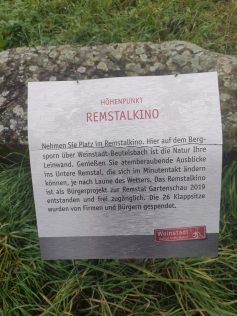 HÖHENPUNKT
REMSTALKINO
Nehmen Sie Platz im Remstalkino. Hier auf dem Berg-
sporn über Weinstadt-Beutelsbach ist die Natur Ihre
Leinwand. Genießen Sie atemberaubende Ausblicke
ins Untere Remstal, die sich im Minutentakt ändern
können, je nach Laune des Wetters. Das Remstalkino
ist als Bürgerprojekt zur Remstal Gartenschau 2019
entstanden und frei zugänglich. Die 26 Klappsitze
wurden von Firmen und Bürgern gespendet.
Weinstadt